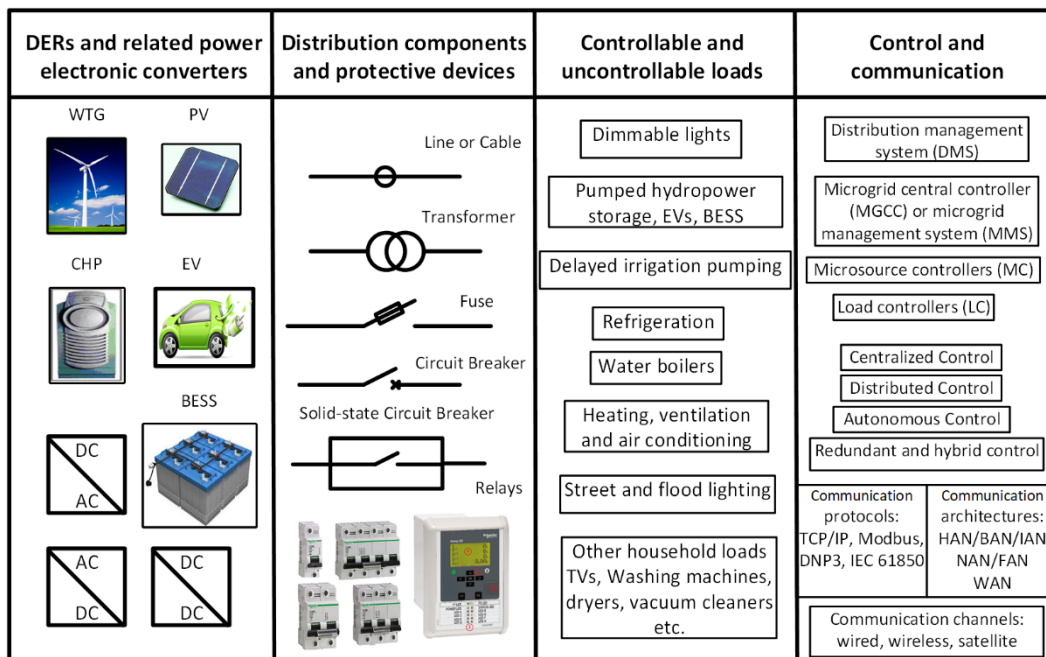 DERs and related power
electronic converters
Distribution components
and protective devices
Controllable and
uncontrollable loads
Control and
communication
WTG
PV
CHP
EV
BESS
DC
AC
AC
DC
DC
DC
Line or Cable
Transformer
Fuse
Circuit Breaker
Solid-state Circuit Breaker
Relays
Dimmable lights
Pumped hydropower
storage, EVs, BESS
Delayed irrigation pumping
Refrigeration
Water boilers
Heating, ventilation
and air conditioning
Street and flood lighting
Other household loads
TVs, Washing machines,
dryers, vacuum cleaners
etc.
Distribution management
system (DMS)
Microgrid central controller
(MGCC) or microgrid
management system (MMS)
Microsource controllers (MC)
Load controllers (LC)
Centralized Control
Distributed Control
Autonomous Control
Redundant and hybrid control
Communication
protocols:
TCP/IP, Modbus,
DNP3, IEC 61850
Communication
architectures:
HAN/BAN/IAN
NAN/FAN
WAN
Communication channels:
wired, wireless, satellite